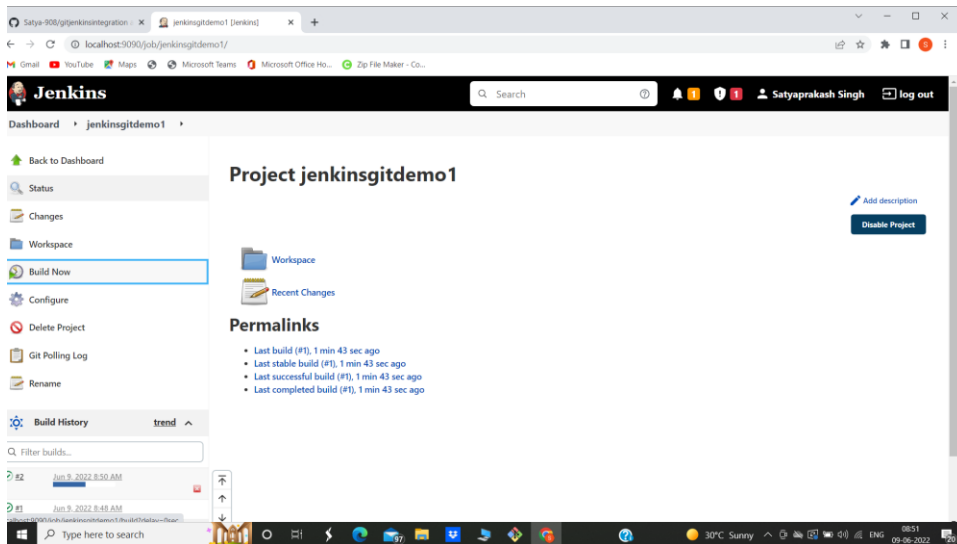 Satya-908/gitjenkinsintegration
jenkinsgitdemo1 [Jenkins]
localhost:9090/job/jenkinsgitdemo1/
Gmail YouTube Maps Microsoft Teams Microsoft Office Ho... Zip File Maker - Co...
Jenkins
Search
1
1
Satyaprakash Singh
log out
Dashboard
jenkinsgitdemo1
Back to Dashboard
Status
Changes
Workspace
Build Now
Configure
Delete Project
Git Polling Log
Rename
Build History trend
Filter builds...
#2 Jun 9, 2022 8:50 AM
#1 Jun 9, 2022 8:48 AM
Project jenkinsgitdemo1
Add description
Disable Project
Workspace
Recent Changes
Permalinks
Last build (#1), 1 min 43 sec ago
Last stable build (#1), 1 min 43 sec ago
Last successful build (#1), 1 min 43 sec ago
Last completed build (#1), 1 min 43 sec ago
Type here to search
97
30°C Sunny
ENG
08:51
09-06-2022
20